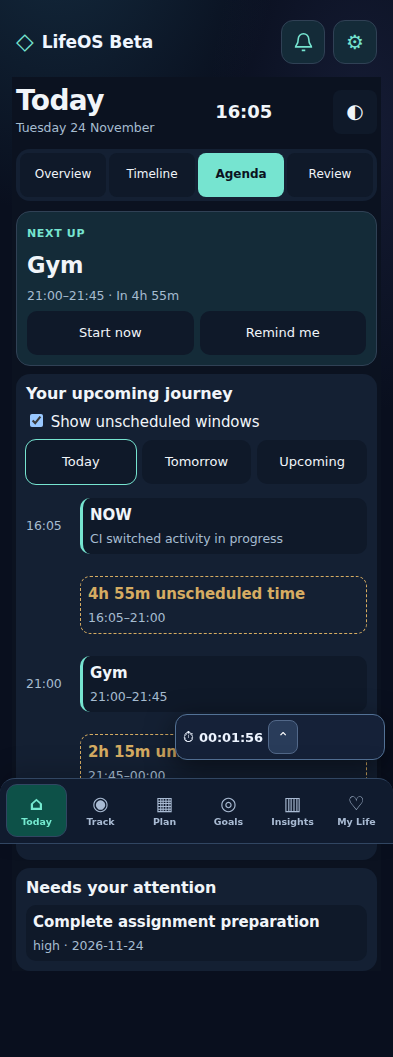 LifeOS Beta
Today
Tuesday 24 November
16:05
Overview
Timeline
Agenda
Review
NEXT UP
Gym
21:00–21:45 · In 4h 55m
Start now
Remind me
Your upcoming journey
Show unscheduled windows
Today
Tomorrow
Upcoming
16:05
NOW
CI switched activity in progress
4h 55m unscheduled time
16:05–21:00
21:00
Gym
21:00–21:45
00:01:56
2h 15m un
21:45–00:00
Today
Track
Plan
Goals
Insights
My Life
Needs your attention
Complete assignment preparation
high · 2026-11-24